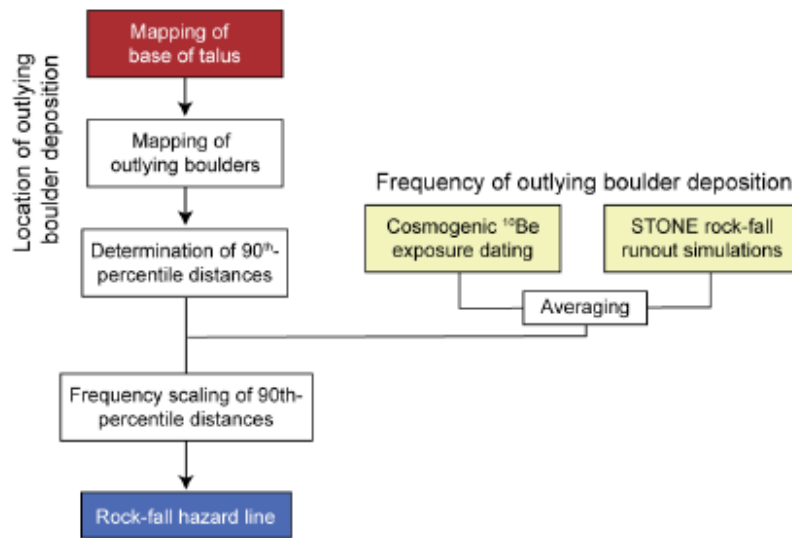 Location of outlying
boulder deposition
Mapping of
base of talus
Mapping of
outlying boulders
Determination of 90th-
percentile distances
Frequency of outlying boulder deposition
Cosmogenic ¹⁰Be
exposure dating
STONE rock-fall
runout simulations
Averaging
Frequency scaling of 90th-
percentile distances
Rock-fall hazard line